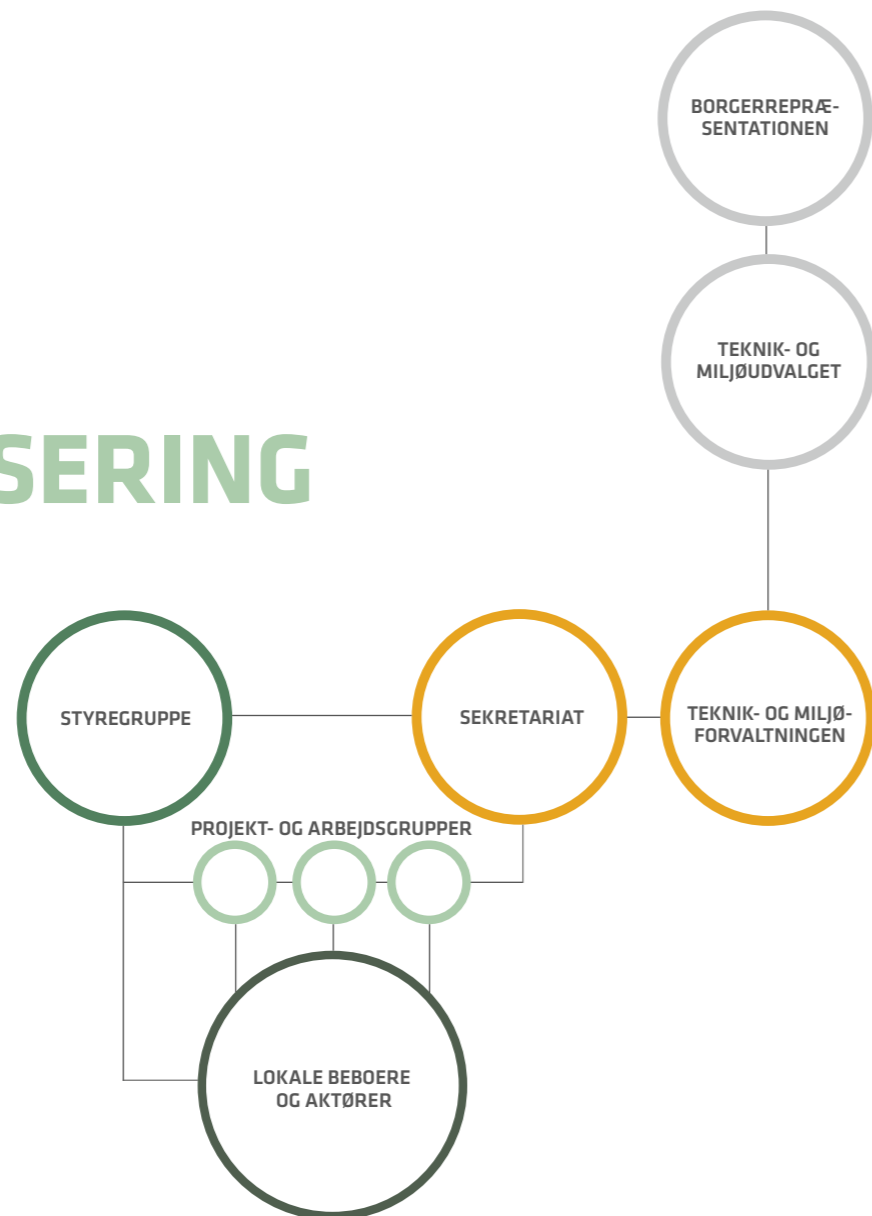 BORGERREPRÆ-
SENTATIONEN
TEKNIK- OG
MILJØUDVALGET
SERING
STYREGRUPPE
SEKRETARIAT
TEKNIK- OG MILJØ-
FORVALTNINGEN
PROJEKT- OG ARBEJDSGRUPPER
LOKALE BEBOERE
OG AKTØRER